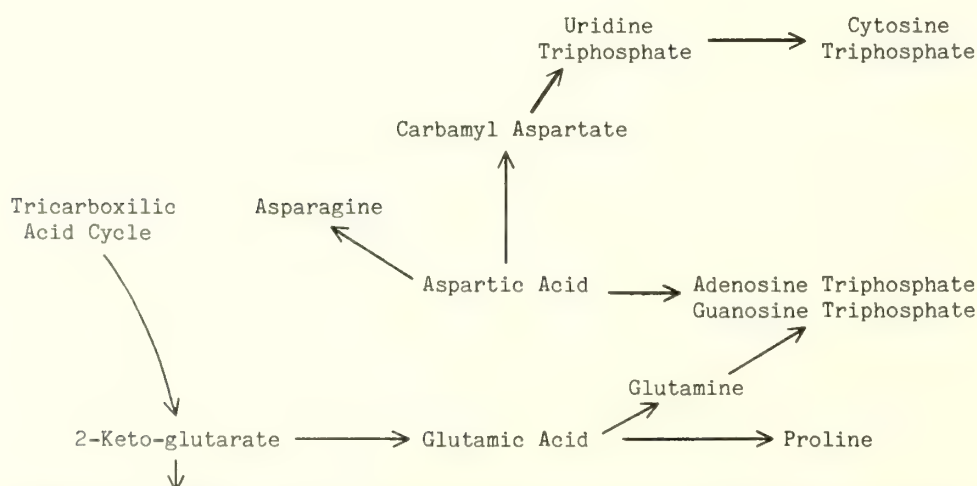 Uridine
Triphosphate
Cytosine
Triphosphate
Carbamyl Aspartate
Tricarboxilic
Acid Cycle
Asparagine
Aspartic Acid
Adenosine Triphosphate
Guanosine Triphosphate
Glutamine
2-Keto-glutarate
Glutamic Acid
Proline